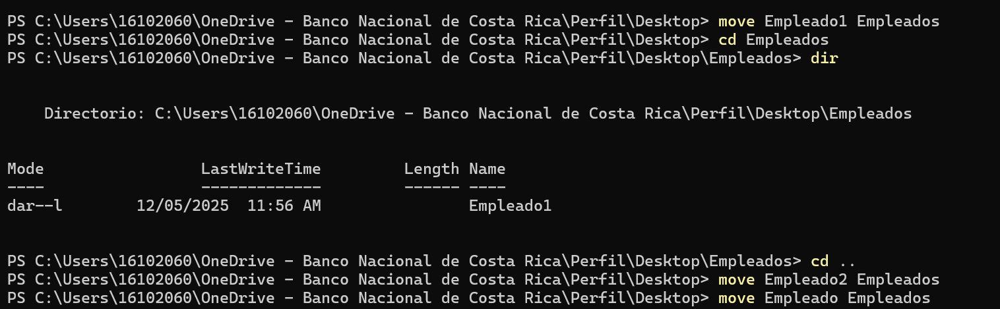 PS C:\Users\16102060\OneDrive - Banco Nacional de Costa Rica\Perfil\Desktop> move Empleado1 Empleados
PS C:\Users\16102060\OneDrive - Banco Nacional de Costa Rica\Perfil\Desktop> cd Empleados
PS C:\Users\16102060\OneDrive - Banco Nacional de Costa Rica\Perfil\Desktop\Empleados> dir
Directorio: C:\Users\16102060\OneDrive - Banco Nacional de Costa Rica\Perfil\Desktop\Empleados
Mode                 LastWriteTime         Length Name
----                 -------------         ------ ----
dar--l        12/05/2025  11:56 AM                Empleado1
PS C:\Users\16102060\OneDrive - Banco Nacional de Costa Rica\Perfil\Desktop\Empleados> cd ..
PS C:\Users\16102060\OneDrive - Banco Nacional de Costa Rica\Perfil\Desktop> move Empleado2 Empleados
PS C:\Users\16102060\OneDrive - Banco Nacional de Costa Rica\Perfil\Desktop> move Empleado Empleados